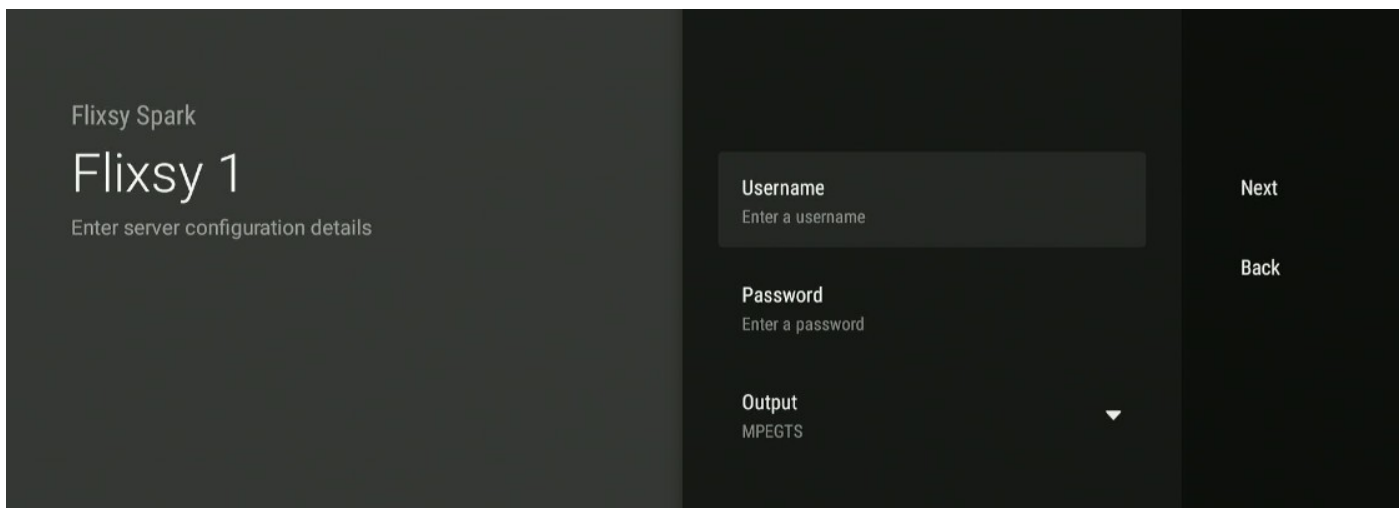 Flixsy Spark
Flixsy 1
Enter server configuration details
Username
Enter a username
Password
Enter a password
Output
MPEGTS
Next
Back